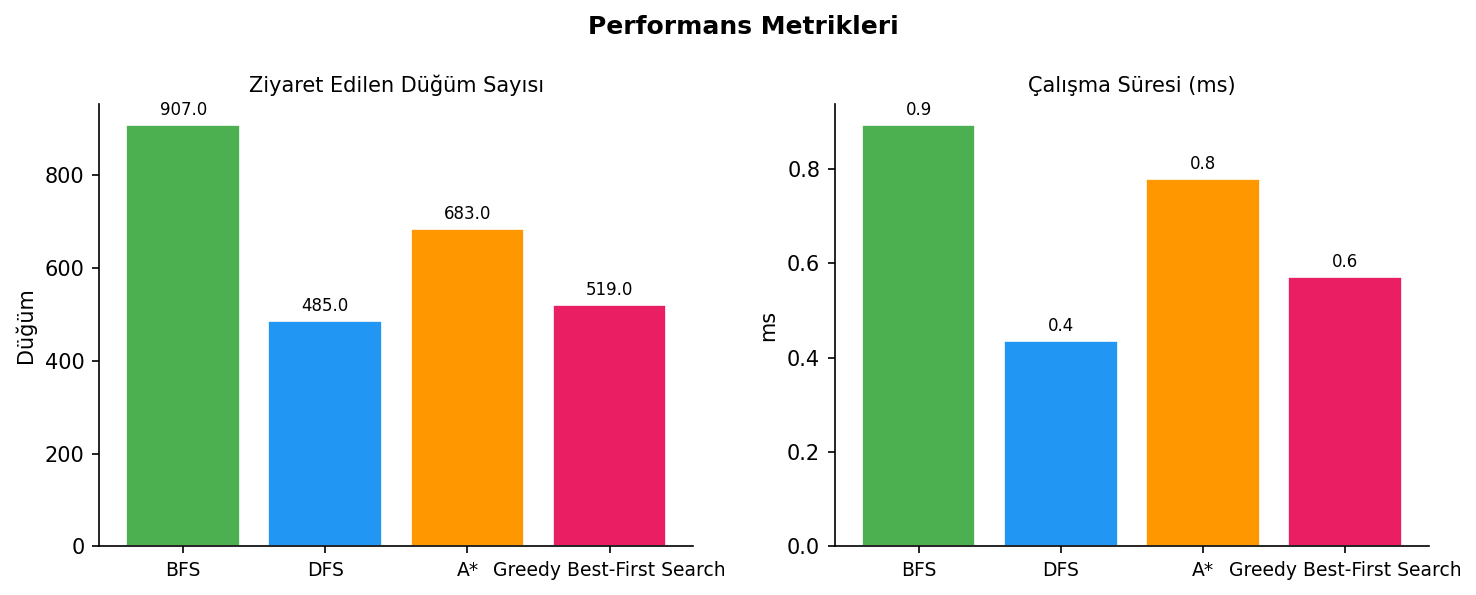 Performans Metrikleri
Ziyaret Edilen Düğüm Sayısı
907.0
800
683.0
600
519.0
485.0
Düğüm
400
200
0
BFS DFS A* Greedy Best-First Search
Çalışma Süresi (ms)
0.9
0.8
0.8
0.6
0.6
0.4
ms
0.4
0.2
0.0
BFS DFS A* Greedy Best-First Search